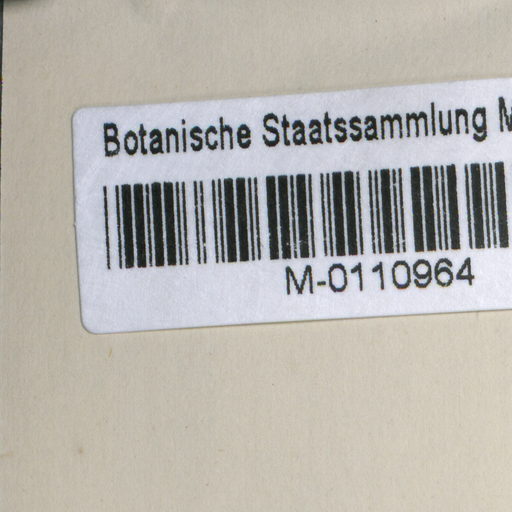 Botanische Staatssammlung M
M-0110964